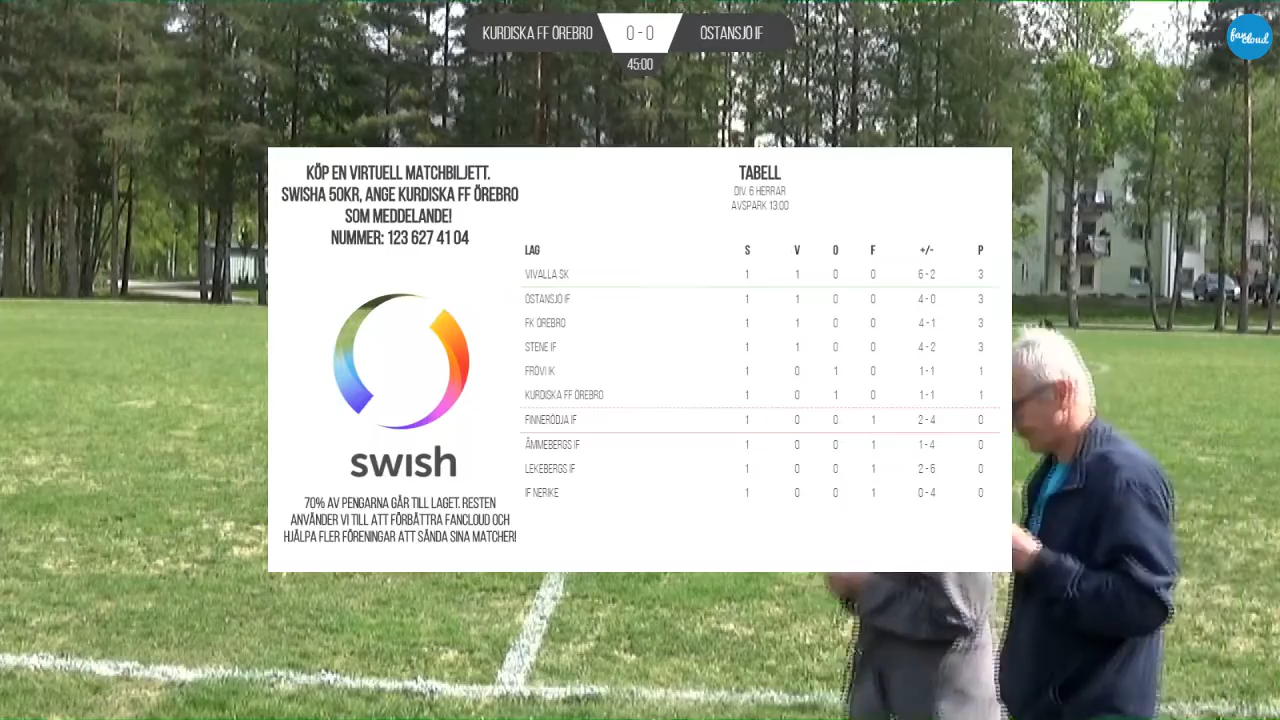 KURDISKA FF ÖREBRO 0 - 0 ÖSTANSJÖ IF
45:00
fan cloud
KÖP EN VIRTUELL MATCHBILJETT.
SWISHA 50KR, ANGE KURDISKA FF ÖREBRO
SOM MEDDELANDE!
NUMMER: 123 627 41 04
swish
70% AV PENGARNA GÅR TILL LAGET. RESTEN
ANVÄNDER VI TILL ATT FÖRBÄTTRA FANCLOUD OCH
HJÄLPA FLER FÖRENINGAR ATT SÄNDA SINA MATCHER!
TABELL
DIV. 6 HERRAR
AVSPARK 13:00
LAG S V O F +/- P
VIVALLA SK 1 1 0 0 6 - 2 3
ÖSTANSJÖ IF 1 1 0 0 4 - 0 3
FK ÖREBRO 1 1 0 0 4 - 1 3
STENE IF 1 1 0 0 4 - 2 3
FRÖVI IK 1 0 1 0 1 - 1 1
KURDISKA FF ÖREBRO 1 0 1 0 1 - 1 1
FINNERÖDJA IF 1 0 0 1 2 - 4 0
ÅMMEBERGS IF 1 0 0 1 1 - 4 0
LEKEBERGS IF 1 0 0 1 2 - 6 0
IF NERIKE 1 0 0 1 0 - 4 0